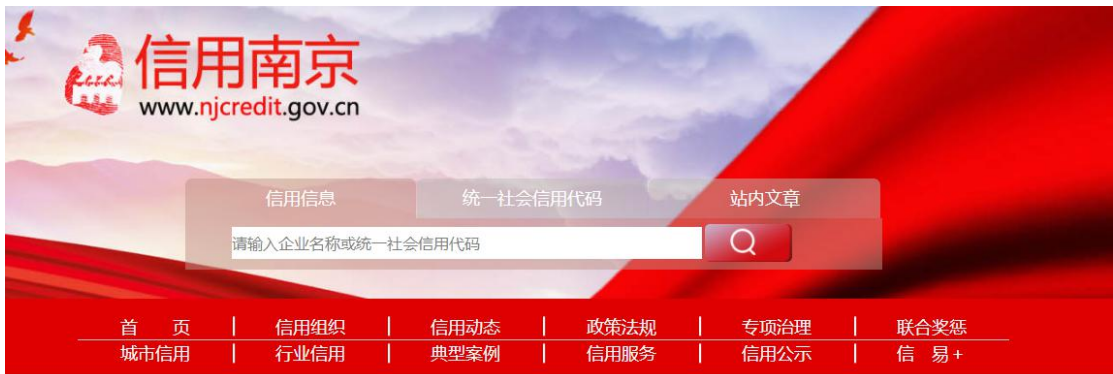 信用南京
www.njcredit.gov.cn
信用信息 统一社会信用代码 站内文章
请输入企业名称或统一社会信用代码
首 页 | 信用组织 | 信用动态 | 政策法规 | 专项治理 | 联合奖惩
城市信用 | 行业信用 | 典型案例 | 信用服务 | 信用公示 | 信 易+